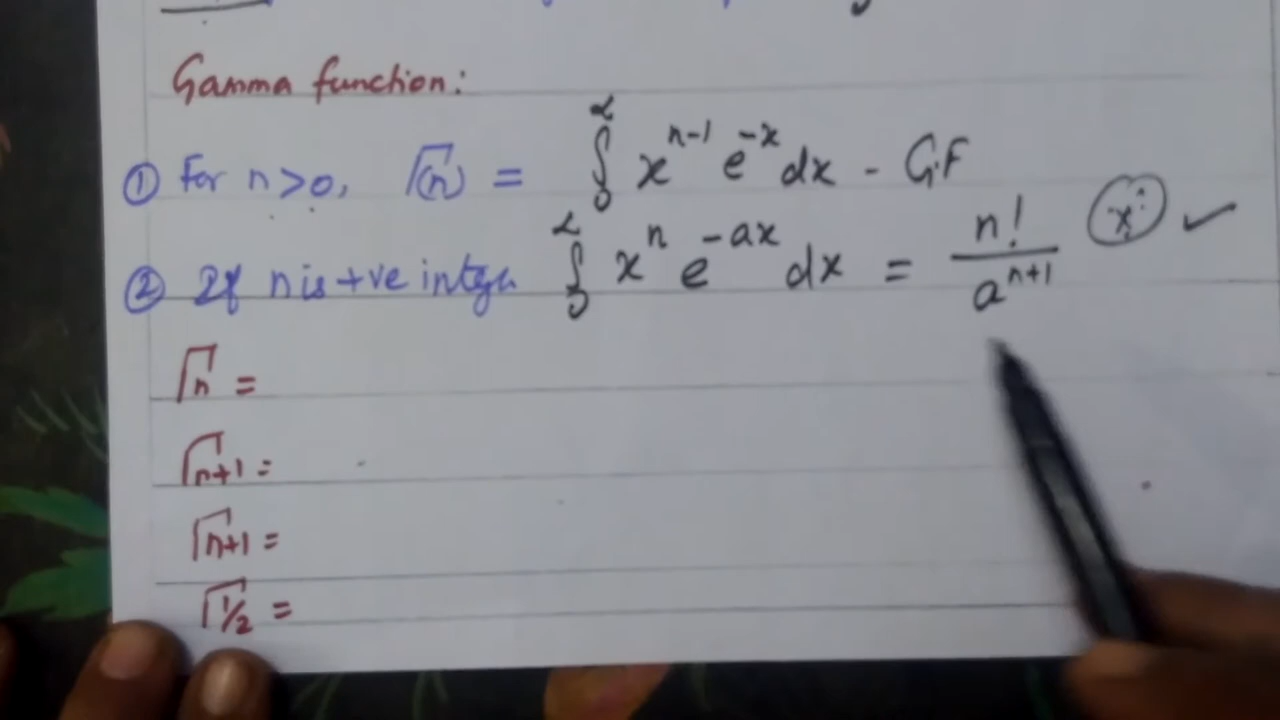 Gamma function:
① For n>0, Γ(n) = ∫₀^∞ x^{n-1} e^{-x} dx - G.F
② If n is +ve integer ∫₀^∞ x^n e^{-ax} dx = n!/a^{n+1} ✓
Γn =
Γn+1 =
Γn+1 =
Γ1/2 =